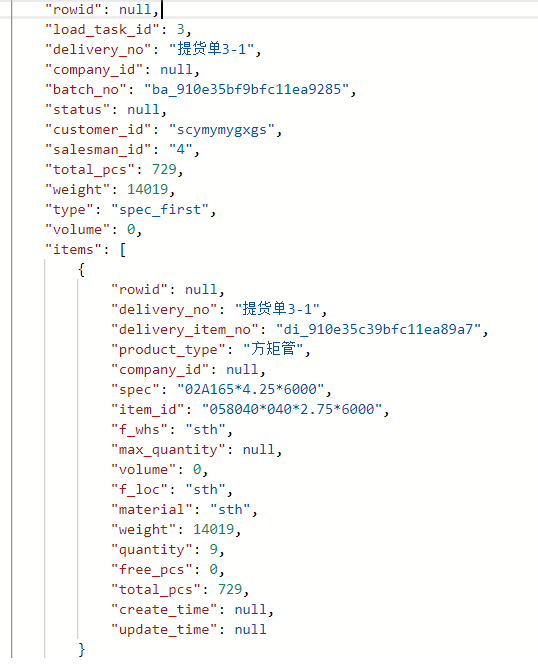 "rowid": null,
"load_task_id": 3,
"delivery_no": "提货单3-1",
"company_id": null,
"batch_no": "ba_910e35bf9bfc11ea9285",
"status": null,
"customer_id": "scymymygxgs",
"salesman_id": "4",
"total_pcs": 729,
"weight": 14019,
"type": "spec_first",
"volume": 0,
"items": [
{
"rowid": null,
"delivery_no": "提货单3-1",
"delivery_item_no": "di_910e35c39bfc11ea89a7",
"product_type": "方矩管",
"company_id": null,
"spec": "02A165*4.25*6000",
"item_id": "058040*040*2.75*6000",
"f_whs": "sth",
"max_quantity": null,
"volume": 0,
"f_loc": "sth",
"material": "sth",
"weight": 14019,
"quantity": 9,
"free_pcs": 0,
"total_pcs": 729,
"create_time": null,
"update_time": null
}